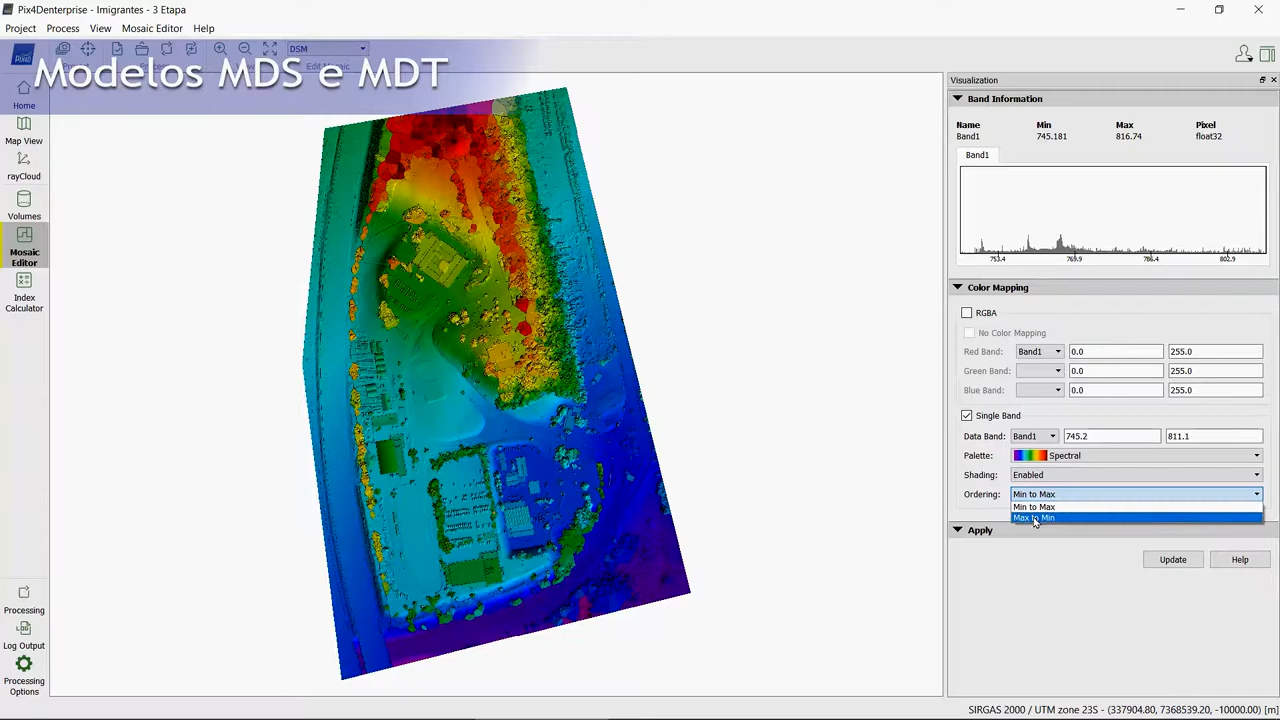 Pix4Denterprise - Imigrantes - 3 Etapa
Project Process View Mosaic Editor Help
DSM
Modelos MDS e MDT
Home
Map View
rayCloud
Volumes
Mosaic
Editor
Index
Calculator
Processing
Log Output
Processing
Options
Visualization
Band Information
Name Min Max Pixel
Band1 745.181 816.74 float32
Band1
753.4 769.9 786.4 802.9
Color Mapping
RGBA
No Color Mapping
Red Band: Band1 0.0 255.0
Green Band: 0.0 255.0
Blue Band: 0.0 255.0
Single Band
Data Band: Band1 745.2 811.1
Palette: Spectral
Shading: Enabled
Ordering: Min to Max
Min to Max
Max to Min
Apply
Update Help
SIRGAS 2000 / UTM zone 23S - (337904.80, 7368539.20, -10000.00) [m]